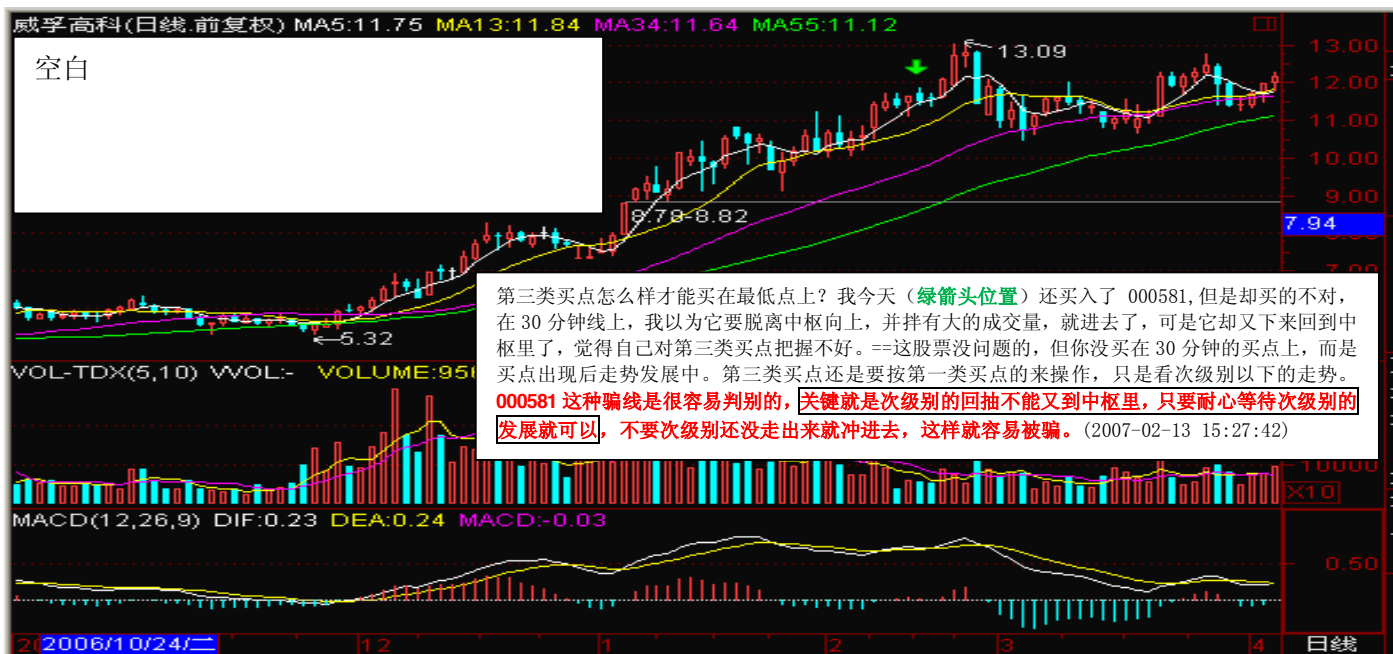 威孚高科(日线.前复权) MA5:11.75 MA13:11.84 MA34:11.64 MA55:11.12
空白
13.09
13.00
12.00
11.00
10.00
9.00
8.78-8.82
7.94
5.32
第三类买点怎么样才能买在最低点上？我今天（绿箭头位置）还买入了 000581,但是却买的不对，
在 30 分钟线上，我以为它要脱离中枢向上，并拌有大的成交量，就进去了，可是它却又下来回到中
枢里了，觉得自己对第三类买点把握不好。==这股票没问题的，但你没买在 30 分钟的买点上，而是
买点出现后走势发展中。第三类买点还是要按第一类买点的来操作，只是看次级别以下的走势。
000581 这种骗线是很容易判别的，关键就是次级别的回抽不能又到中枢里，只要耐心等待次级别的
发展就可以，不要次级别还没走出来就冲进去，这样就容易被骗。(2007-02-13 15:27:42)
VOL-TDX(5,10) VVOL:- VOLUME:956
10000
X10
MACD(12,26,9) DIF:0.23 DEA:0.24 MACD:-0.03
0.50
2006/10/24/二 12 1 2 3 4 日线